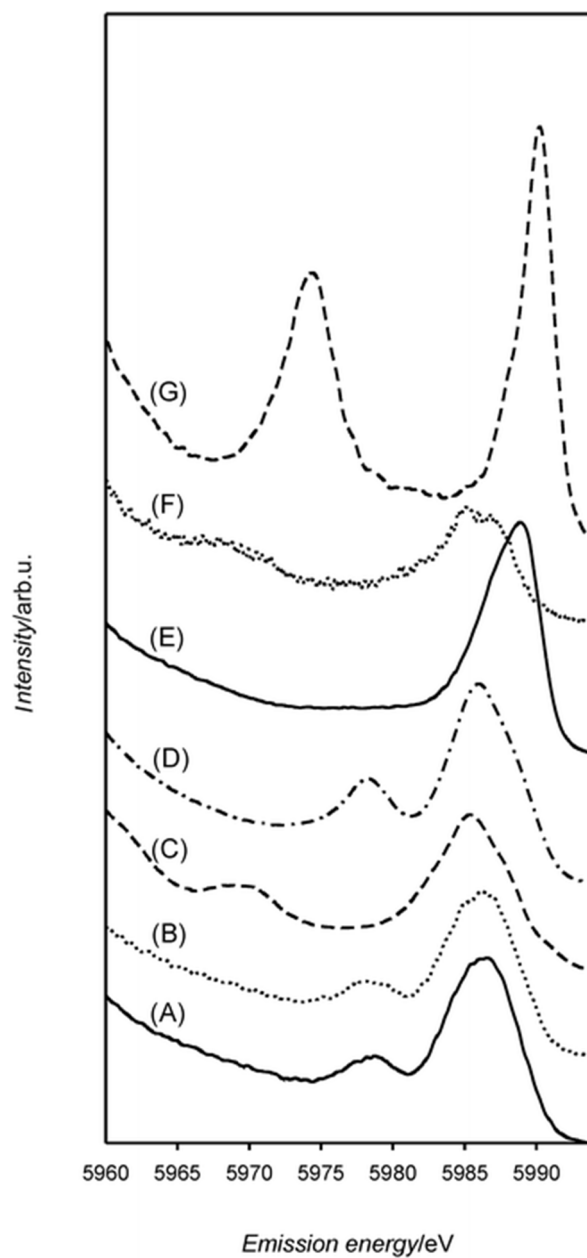 (G)
(F)
(E)
(D)
(C)
(B)
(A)
Intensity/arb.u.
5960 5965 5970 5975 5980 5985 5990
Emission energy/eV